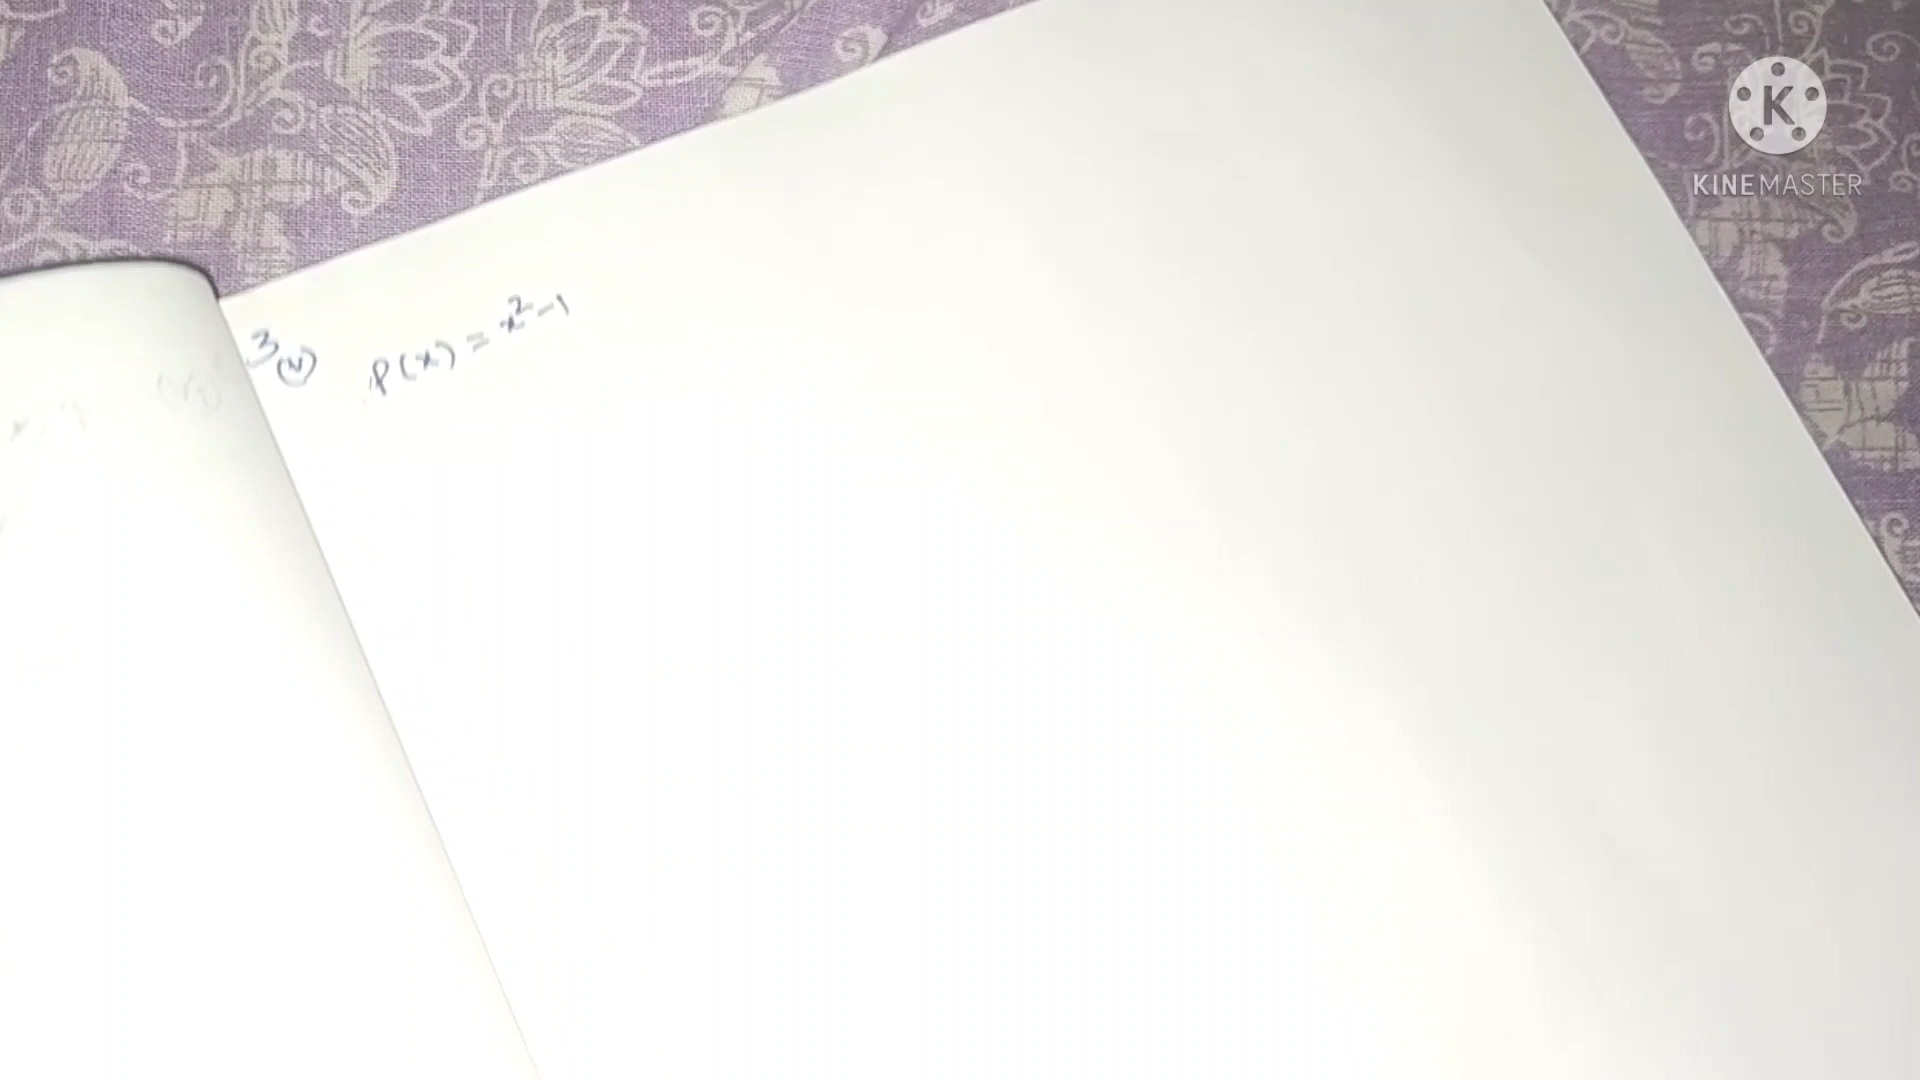 3 (v) p(x) = x² - 1
K
KINEMASTER